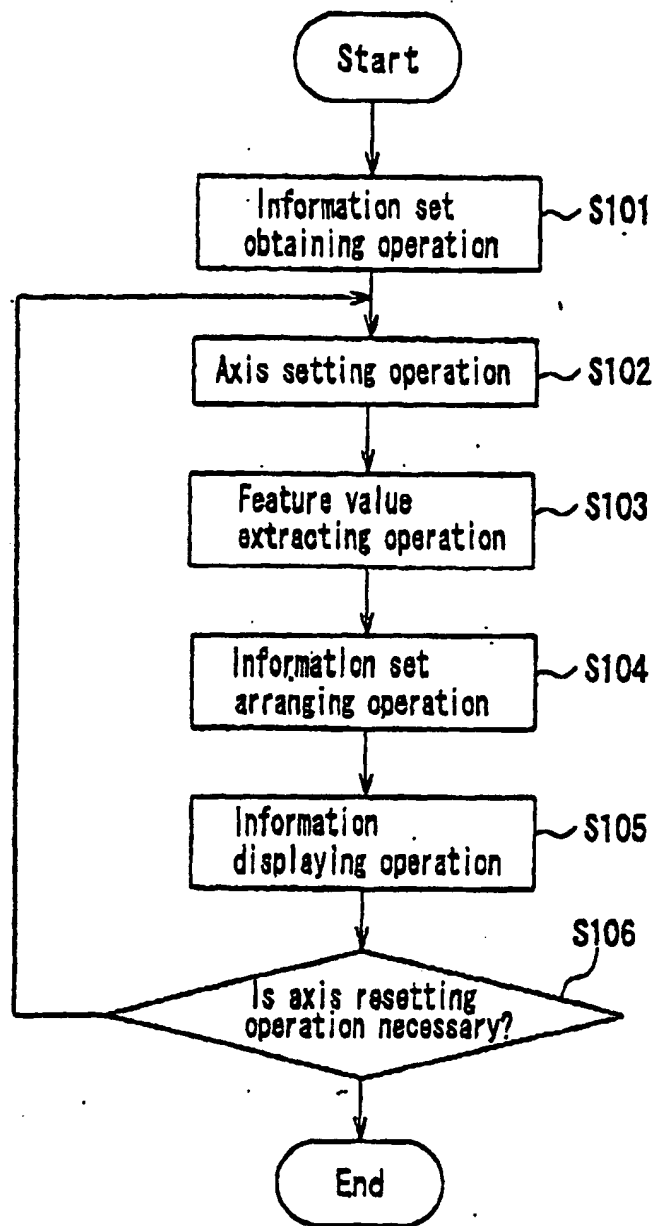 Start
Information set
obtaining operation
S101
Axis setting operation
S102
Feature value
extracting operation
S103
Information set
arranging operation
S104
Information
displaying operation
S105
S106
Is axis resetting
operation necessary?
End